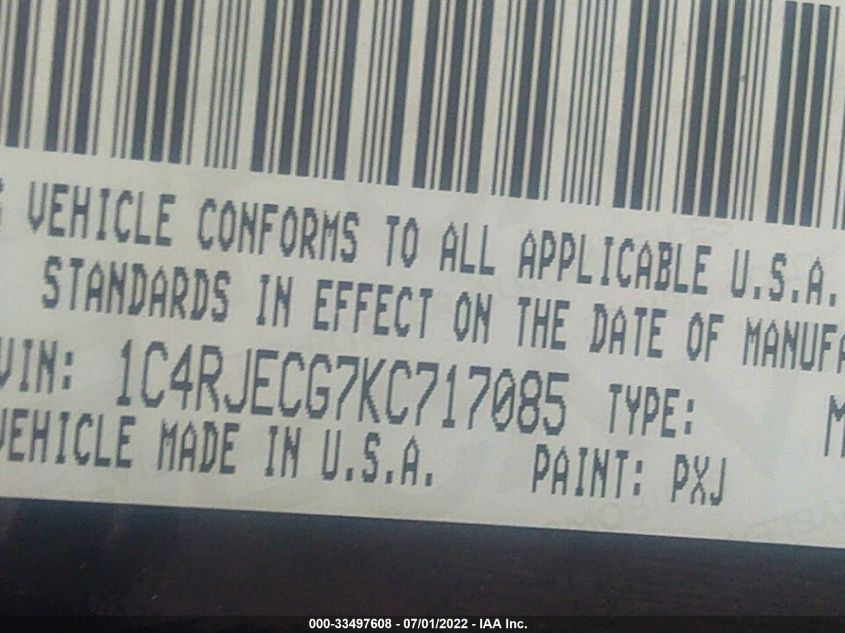 VEHICLE CONFORMS TO ALL APPLICABLE U.S.A.
STANDARDS IN EFFECT ON THE DATE OF MANUFA
VIN: 1C4RJECG7KC717085 TYPE: M
VEHICLE MADE IN U.S.A. PAINT: PXJ
000-33497608 - 07/01/2022 - IAA Inc.